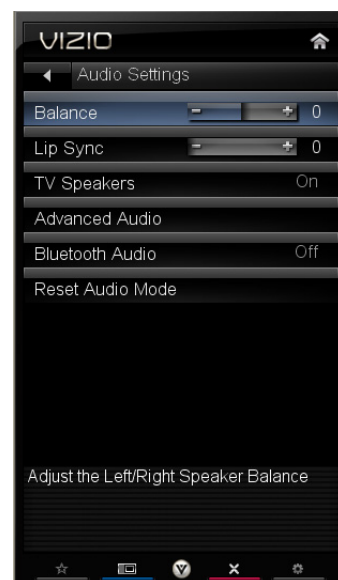 VIZIO
Audio Settings
Balance - + 0
Lip Sync - + 0
TV Speakers On
Advanced Audio
Bluetooth Audio Off
Reset Audio Mode
Adjust the Left/Right Speaker Balance
V